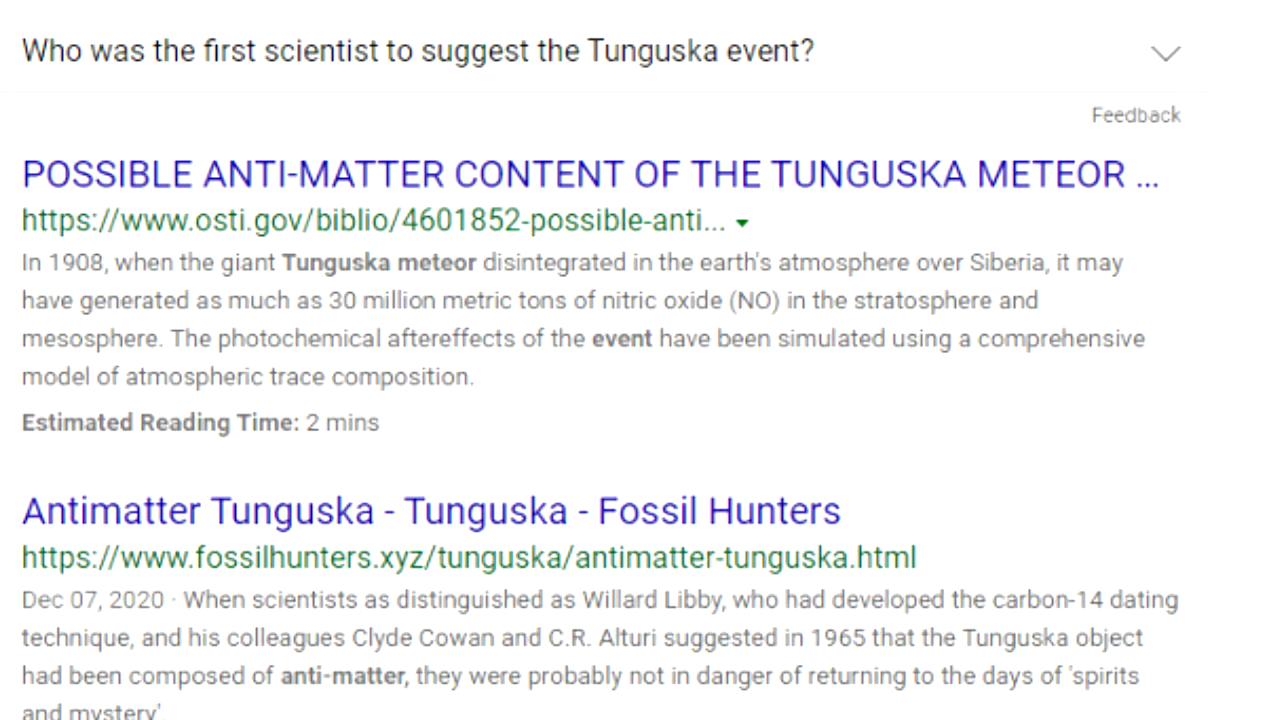 Who was the first scientist to suggest the Tunguska event?
Feedback
POSSIBLE ANTI-MATTER CONTENT OF THE TUNGUSKA METEOR ...
https://www.osti.gov/biblio/4601852-possible-anti...
In 1908, when the giant Tunguska meteor disintegrated in the earth's atmosphere over Siberia, it may
have generated as much as 30 million metric tons of nitric oxide (NO) in the stratosphere and
mesosphere. The photochemical aftereffects of the event have been simulated using a comprehensive
model of atmospheric trace composition.
Estimated Reading Time: 2 mins
Antimatter Tunguska - Tunguska - Fossil Hunters
https://www.fossilhunters.xyz/tunguska/antimatter-tunguska.html
Dec 07, 2020 · When scientists as distinguished as Willard Libby, who had developed the carbon-14 dating
technique, and his colleagues Clyde Cowan and C.R. Alturi suggested in 1965 that the Tunguska object
had been composed of anti-matter, they were probably not in danger of returning to the days of 'spirits
and mystery'.